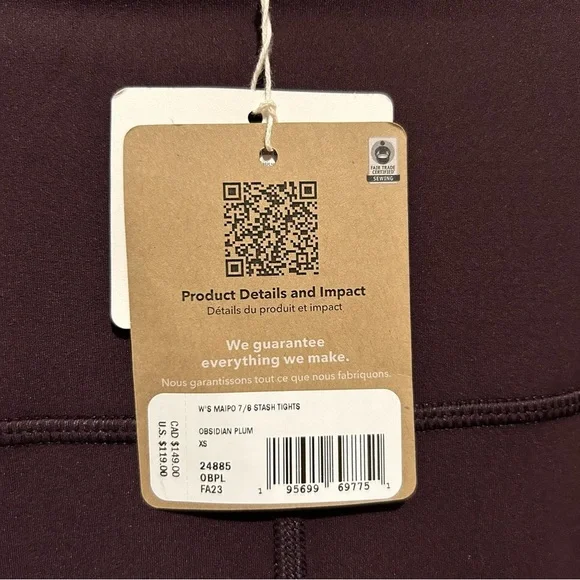 FAIR TRADE
CERTIFIED
SEWING
Product Details and Impact
Détails du produit et impact
We guarantee
everything we make.
Nous garantissons tout ce que nous fabriquons.
W'S MAIPO 7/8 STASH TIGHTS
OBSIDIAN PLUM
XS
24885
OBPL
FA23
CAD $149.00
U.S. $119.00
1 95699 69775 1